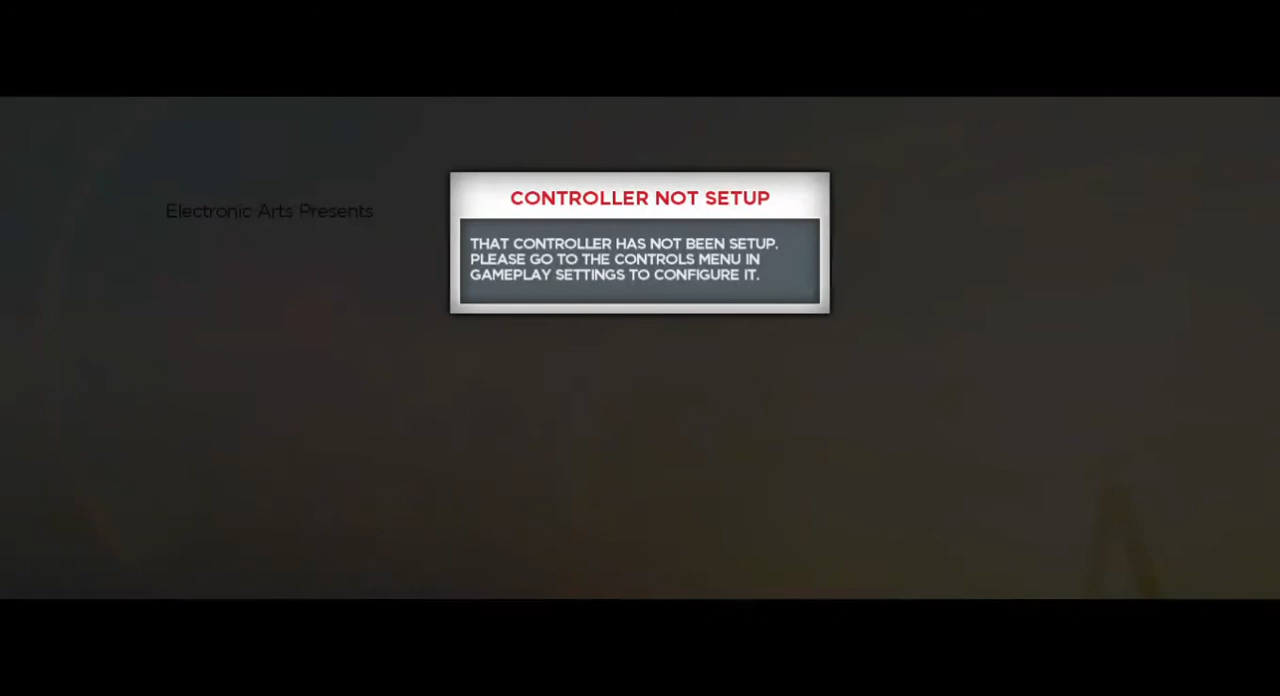 CONTROLLER NOT SETUP
Electronic Arts Presents
THAT CONTROLLER HAS NOT BEEN SETUP.
PLEASE GO TO THE CONTROLS MENU IN
GAMEPLAY SETTINGS TO CONFIGURE IT.